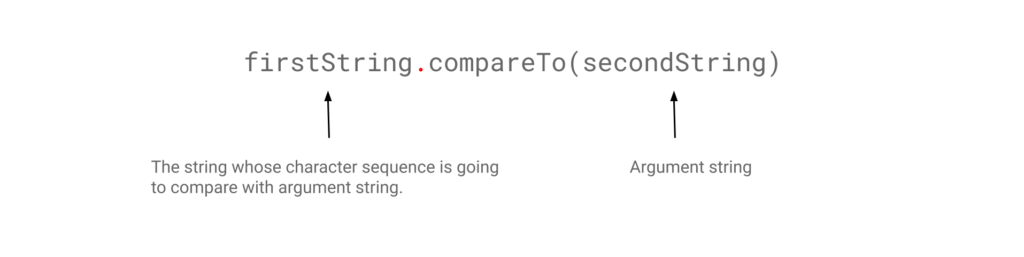 firstString.compareTo(secondString)
The string whose character sequence is going
to compare with argument string.
Argument string